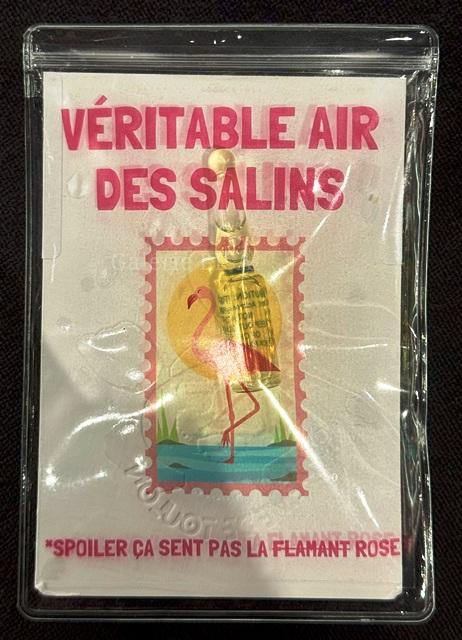 VÉRITABLE AIR
DES SALINS
*SPOILER ÇA SENT PAS LA FLAMANT ROSE